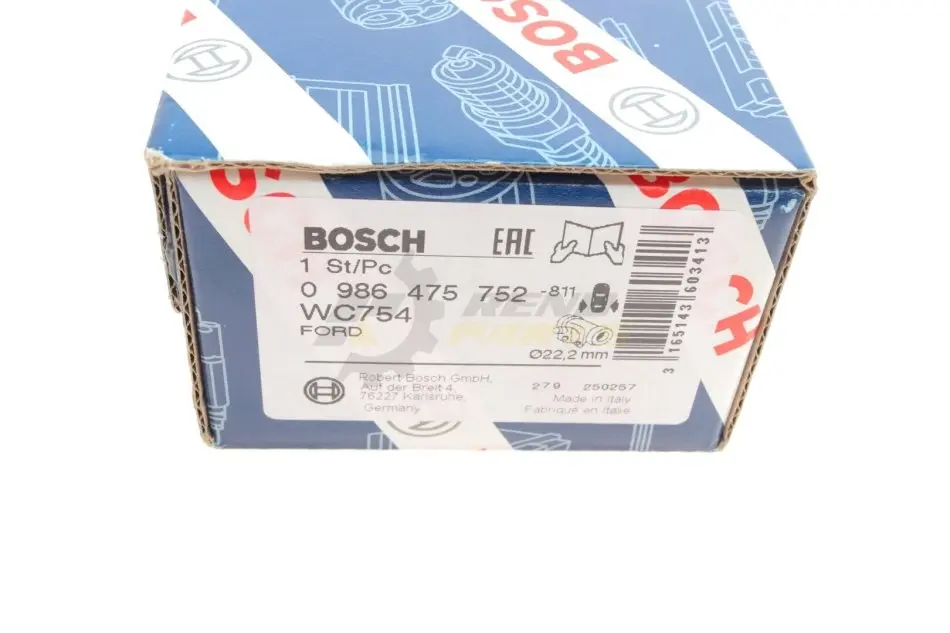 BOSCH
BOSCH
BOSCH
EAC
1 St/Pc
0 986 475 752 -811
WC754
FORD
Ø22,2 mm
3 165143 603413
Robert Bosch GmbH,
Auf der Breit 4,
76227 Karlsruhe,
Germany
279 250257
Made in Italy
Fabriqué en Italie